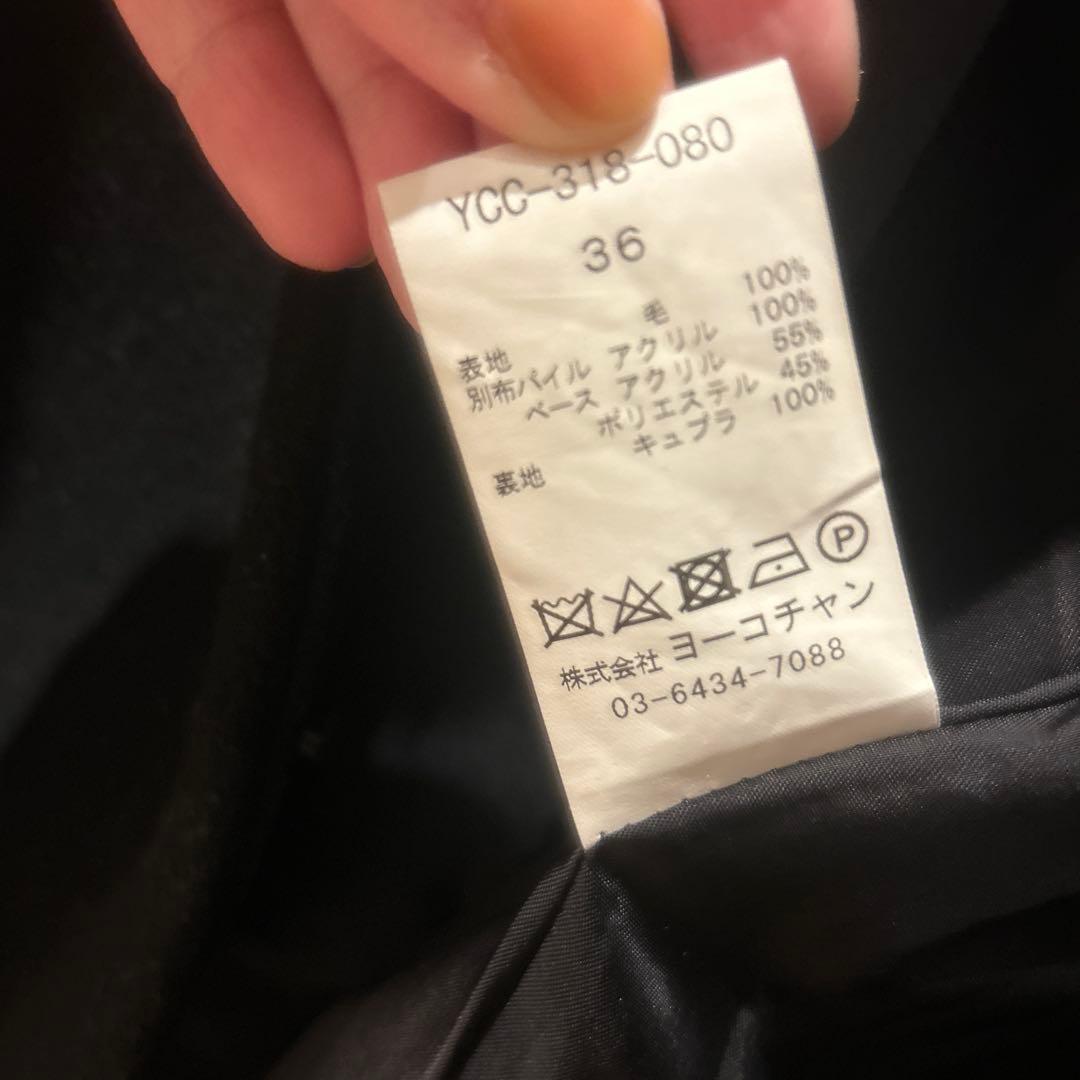 YCC-318-080
36
表地 毛 100%
別布パイル アクリル 100%
ベース アクリル 55%
ポリエステル 45%
裏地 キュプラ 100%
P
株式会社 ヨーコチャン
03-6434-7088